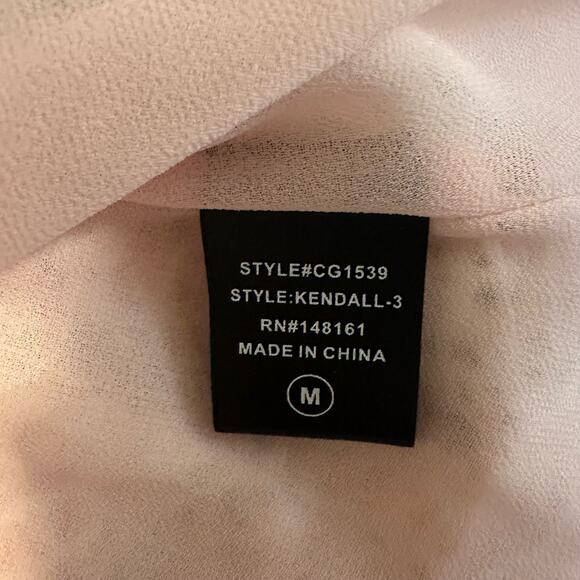 STYLE#CG1539
STYLE:KENDALL-3
RN#148161
MADE IN CHINA
M